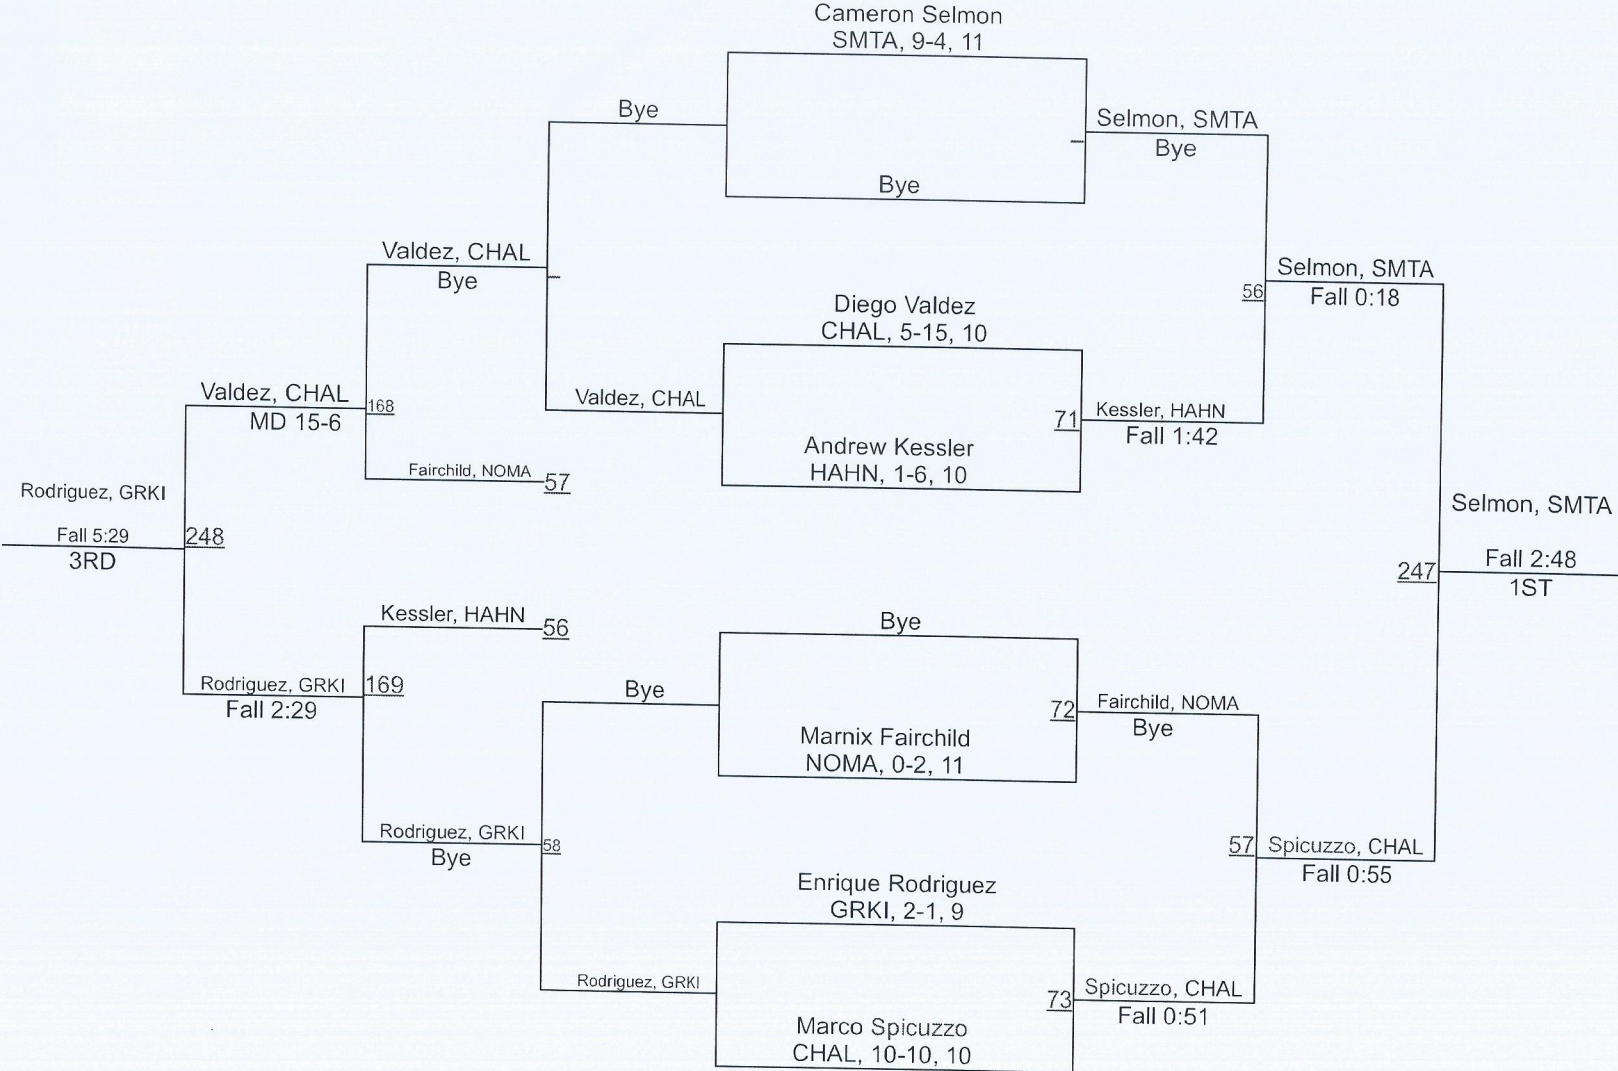 Cameron Selmon
SMTA, 9-4, 11
Bye
Selmon, SMTA
Bye
Bye
Valdez, CHAL
Bye
Selmon, SMTA
56
Fall 0:18
Diego Valdez
CHAL, 5-15, 10
Valdez, CHAL
168
MD 15-6
Valdez, CHAL
71
Kessler, HAHN
Fall 1:42
Andrew Kessler
HAHN, 1-6, 10
Fairchild, NOMA
57
Rodriguez, GRKI
Fall 5:29
248
3RD
Selmon, SMTA
Fall 2:48
247
1ST
Kessler, HAHN
56
Bye
Rodriguez, GRKI
169
Fall 2:29
Bye
72
Fairchild, NOMA
Bye
Marnix Fairchild
NOMA, 0-2, 11
Rodriguez, GRKI
58
Bye
57
Spicuzzo, CHAL
Fall 0:55
Enrique Rodriguez
GRKI, 2-1, 9
Rodriguez, GRKI
73
Spicuzzo, CHAL
Fall 0:51
Marco Spicuzzo
CHAL, 10-10, 10